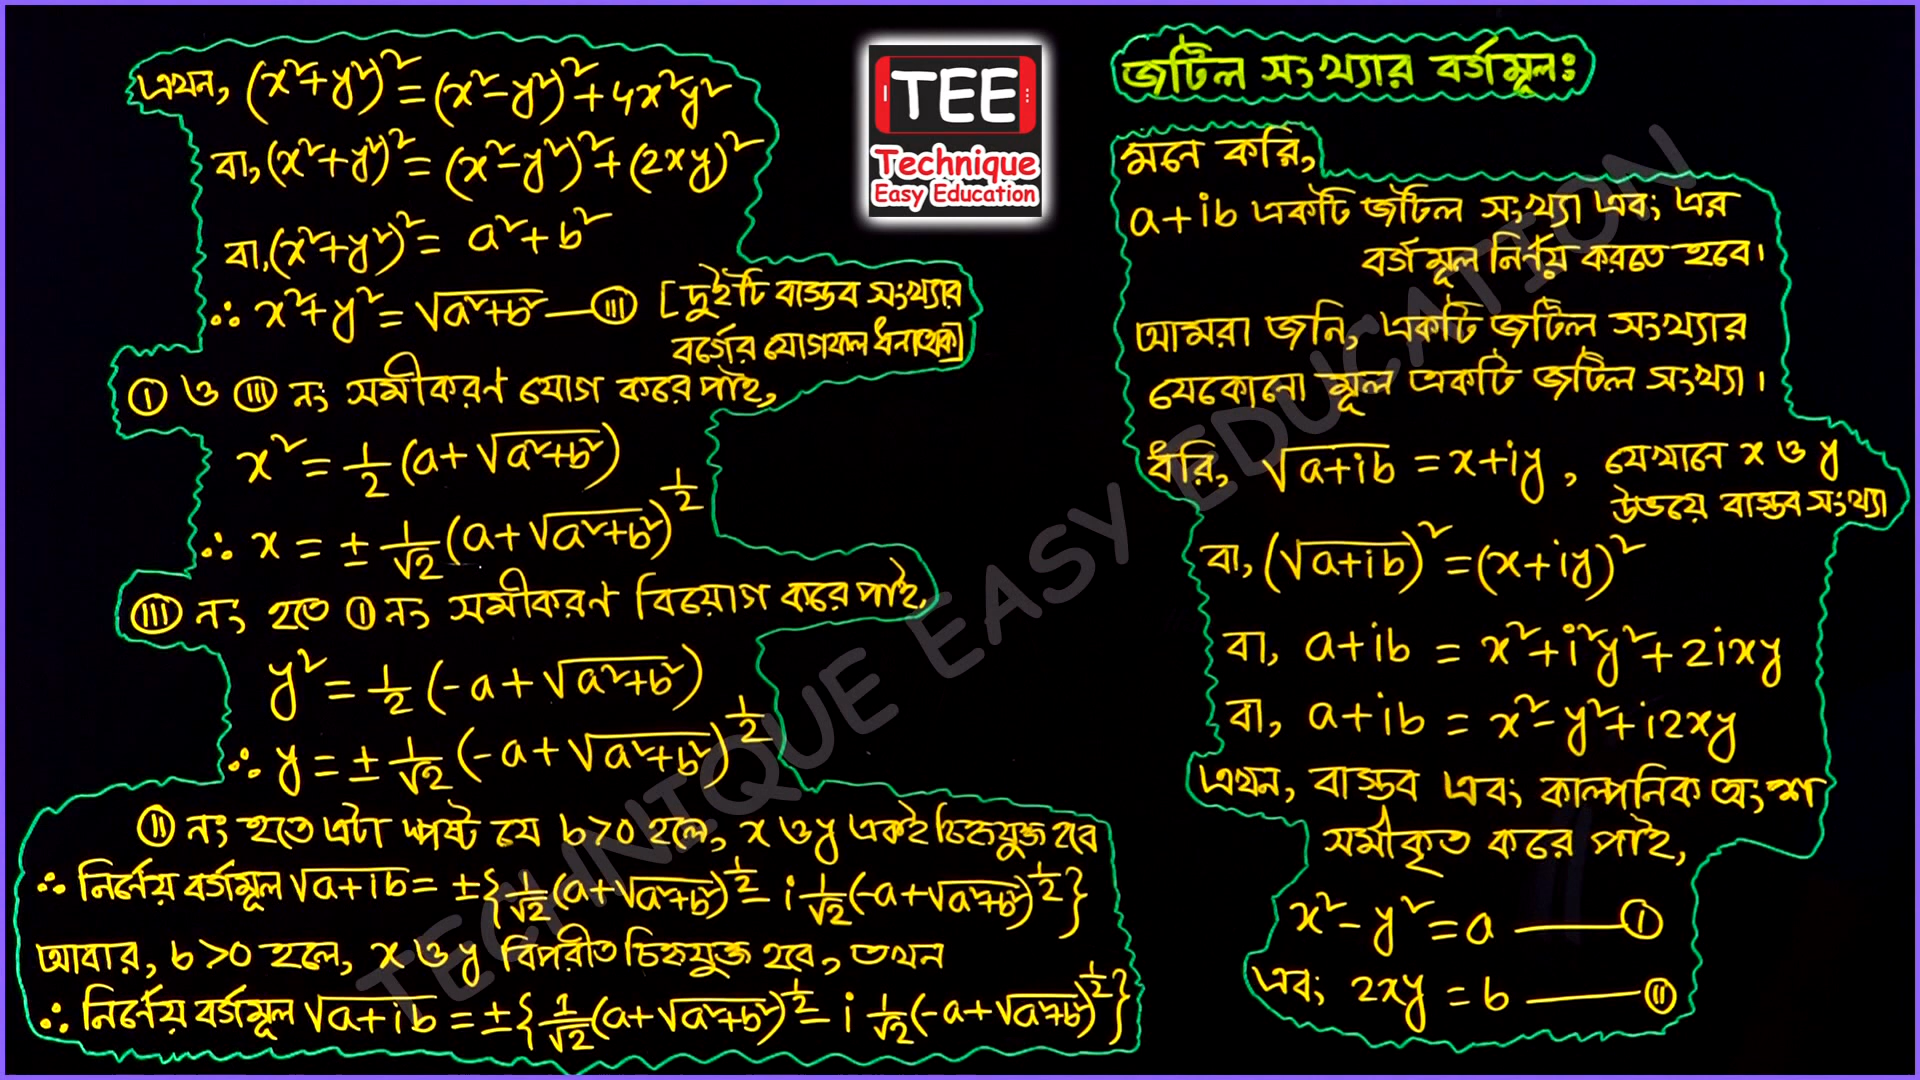 জটিল সংখ্যার বর্গমূলঃ
মনে করি,
a+ib একটি জটিল সংখ্যা এবং এর
বর্গমূল নির্ণয় করতে হবে।
আমরা জানি, একটি জটিল সংখ্যার
যেকোনো মূল একটি জটিল সংখ্যা।
ধরি, √(a+ib) = x+iy, যেখানে x ও y
উভয়ে বাস্তব সংখ্যা
বা, (√(a+ib))² = (x+iy)²
বা, a+ib = x²+i²y²+2ixy
বা, a+ib = x²-y²+i2xy
এখন, বাস্তব এবং কাল্পনিক অংশ
সমীকৃত করে পাই,
x²-y²=a —— (I)
এবং 2xy = b —— (II)
এখন, (x²+y²)² = (x²-y²)²+4x²y²
বা, (x²+y²)² = (x²-y²)²+(2xy)²
বা, (x²+y²)² = a²+b²
∴ x²+y² = √(a²+b²) — (III) [দুইটি বাস্তব সংখ্যার
বর্গের যোগফল ধনাত্মক]
(I) ও (III) নং সমীকরণ যোগ করে পাই,
x² = 1/2 (a+√(a²+b²))
∴ x = ± 1/√2 (a+√(a²+b²))^1/2
(III) নং হতে (I) নং সমীকরণ বিয়োগ করে পাই,
y² = 1/2 (-a+√(a²+b²))
∴ y = ± 1/√2 (-a+√(a²+b²))^1/2
(II) নং হতে এটা স্পষ্ট যে b>0 হলে, x ও y একই চিহ্নযুক্ত হবে
∴ নির্ণেয় বর্গমূল √(a+ib) = ±{1/√2 (a+√(a²+b²))^1/2 - i 1/√2 (-a+√(a²+b²))^1/2}
আবার, b>0 হলে, x ও y বিপরীত চিহ্নযুক্ত হবে, তখন
∴ নির্ণেয় বর্গমূল √(a+ib) = ±{1/√2 (a+√(a²+b²))^1/2 - i 1/√2 (-a+√(a²+b²))^1/2}
TEE
Technique
Easy Education
TECHNIQUE EASY EDUCATION